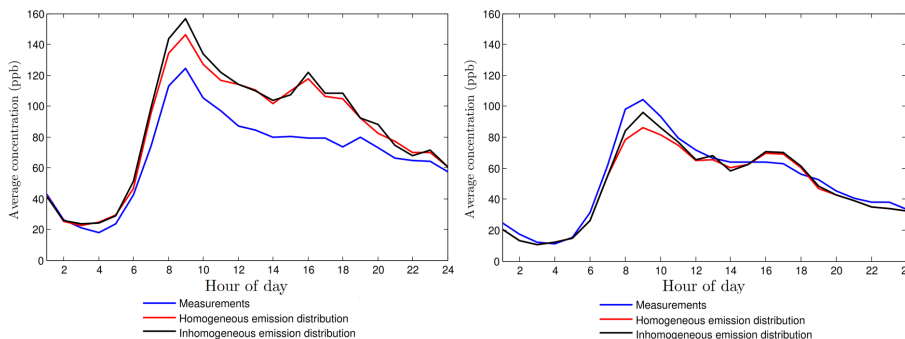 160
140
120
100
80
60
40
20
0
Average concentration (ppb)
2 4 6 8 10 12 14 16 18 20 22 24
Hour of day
Measurements
Homogeneous emission distribution
Inhomogeneous emission distribution
160
140
120
100
80
60
40
20
0
Average concentration (ppb)
2 4 6 8 10 12 14 16 18 20 22
Hour of day
Measurements
Homogeneous emission distribution
Inhomogeneous emission distribution